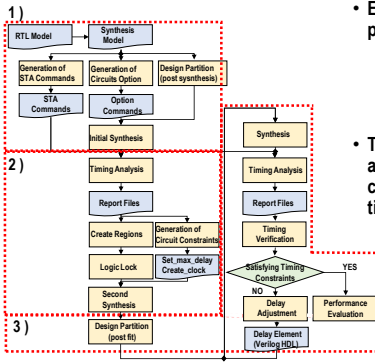 1)
RTL Model
Synthesis
Model
Generation of
STA Commands
Generation of
Circuits Option
Design Partition
(post sysnthesis)
STA
Commands
Option
Commands
Initial Synthesis
2)
Timing Analysis
Report Files
Create Regions
Generation of
Circuit Constraints
Logic Lock
Set_max_delay
Create_clock
Second
Synthesis
3)
Design Partition
(post fit)
Synthesis
Timing Analysis
Report Files
Timing
Verification
Satisfying Timing
Constraints
YES
NO
Delay
Adjustment
Performance
Evaluation
Delay Element
(Verilog HDL)
• E
p
• T
a
c
ti